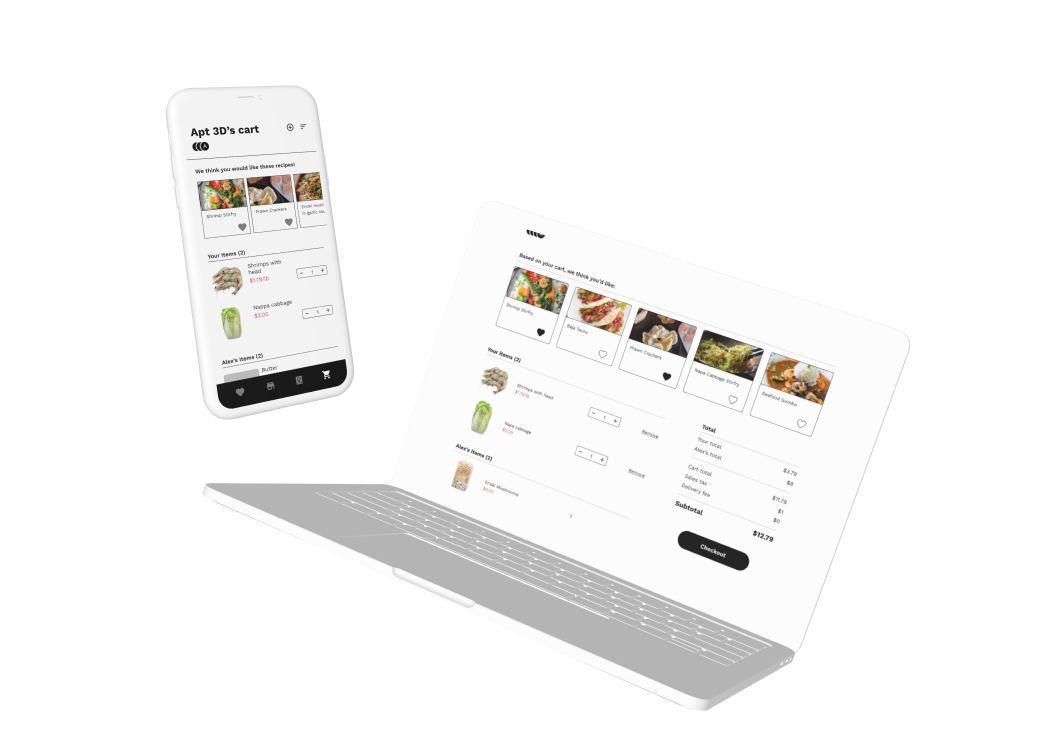 Apt 3D's cart
We think you would like these recipes!
Shrimp Stirfry
Prawn Crackers
Enoki
in garlic
Your items (2)
Shrimps with
head
$1.79/lb
- 1 +
Nappa cabbage
$2.00
- 1 +
Alex's items (2)
Butter
Based on your cart, we think you'd like:
Shrimp Stirfry
Baja Tacos
Prawn Crackers
Napa Cabbage Stirfry
Seafood Gumbo
Your items (2)
Shrimps with head
$1.79/lb
- 1 +
Remove
Napa cabbage
$2.00
- 1 +
Remove
Alex's items (2)
Enoki Mushrooms
1
Total
Your total $3.79
Alex's total $8
Cart total $11.79
Sales tax $1
Delivery fee $0
Subtotal $12.79
Checkout